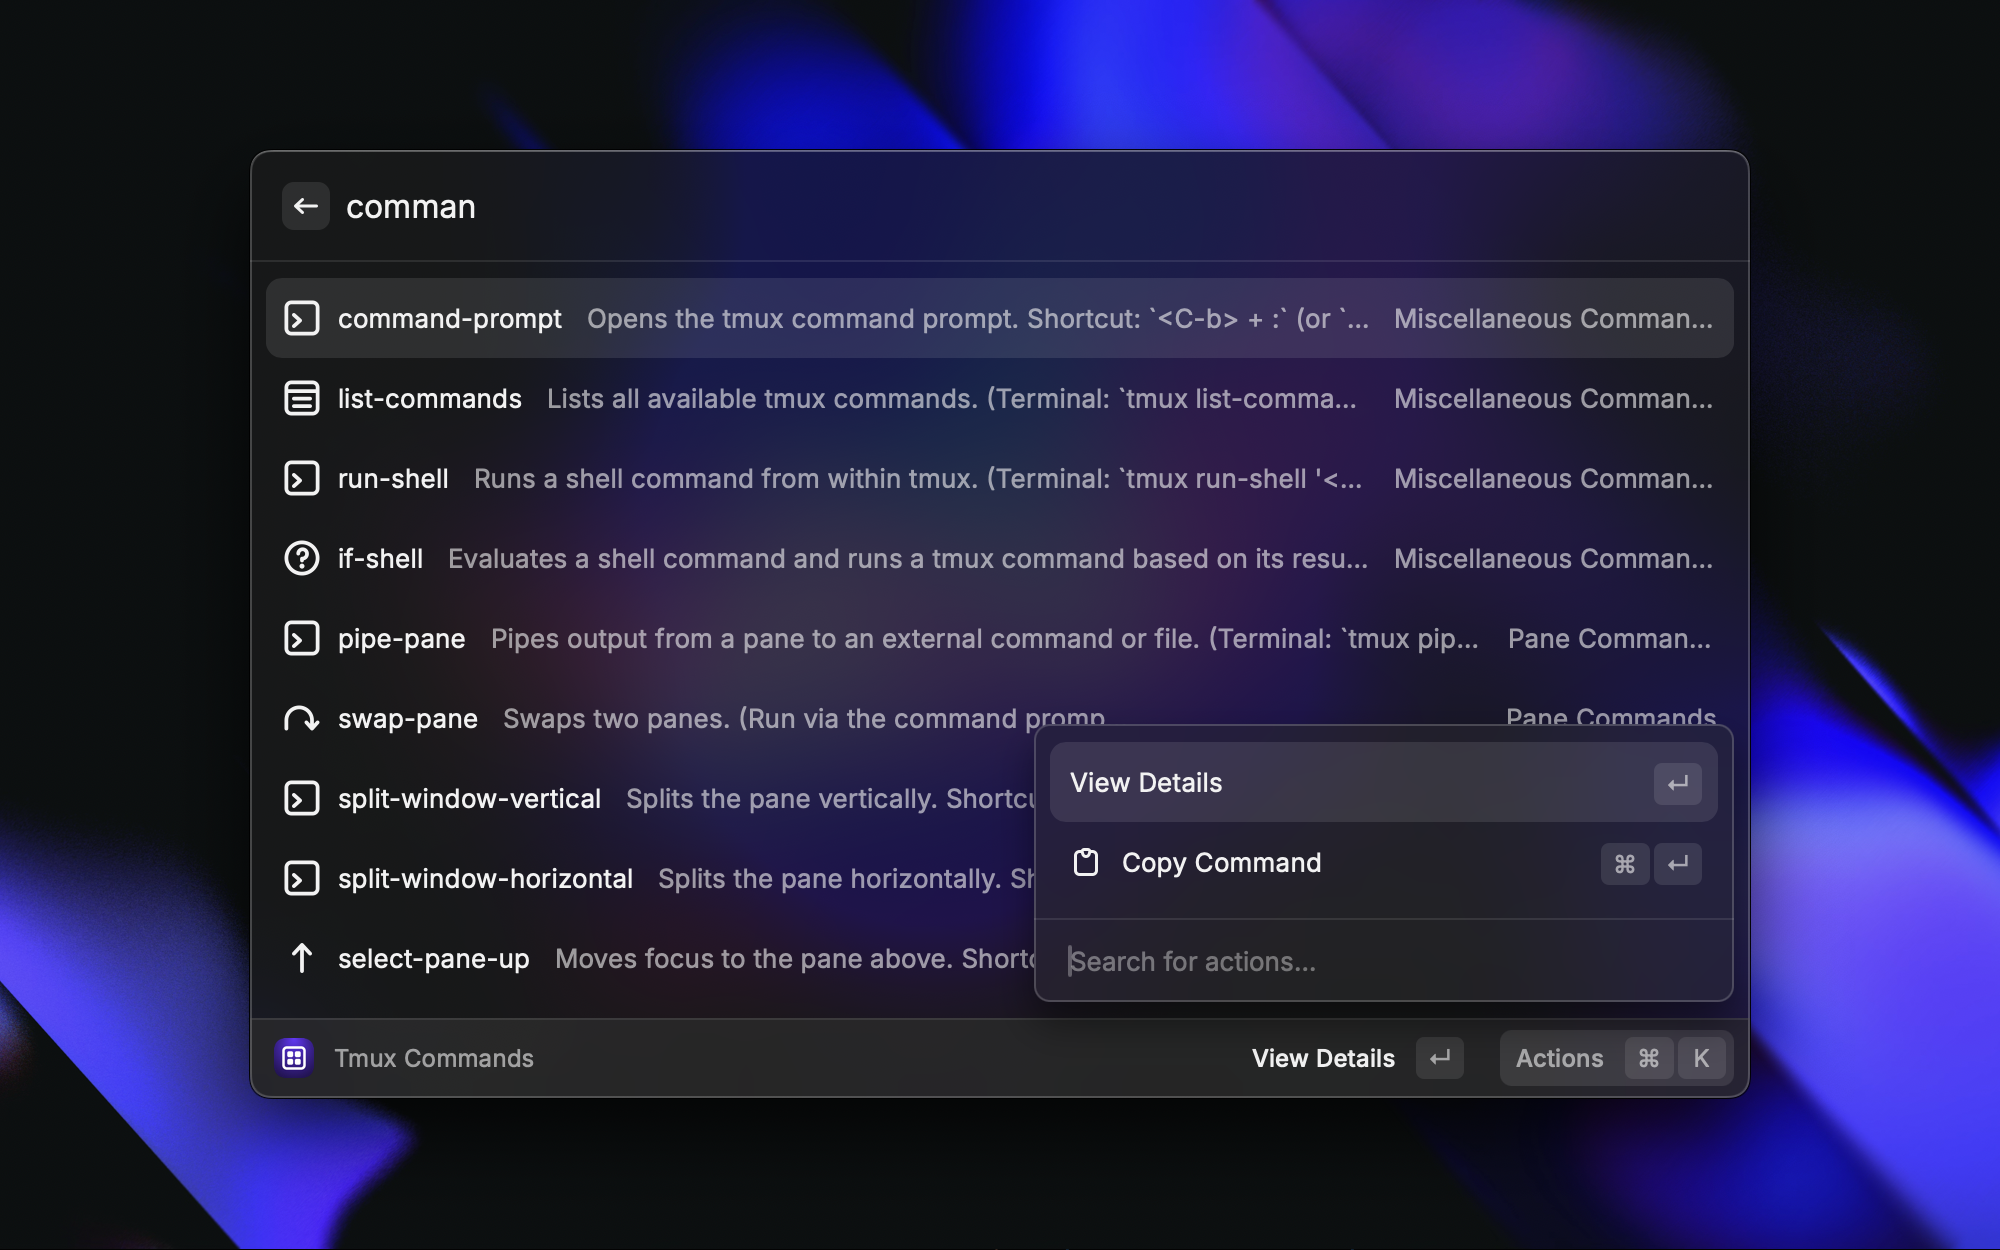 comman
command-prompt Opens the tmux command prompt. Shortcut: `<C-b> + :` (or `... Miscellaneous Comman...
list-commands Lists all available tmux commands. (Terminal: `tmux list-comma... Miscellaneous Comman...
run-shell Runs a shell command from within tmux. (Terminal: `tmux run-shell '<... Miscellaneous Comman...
if-shell Evaluates a shell command and runs a tmux command based on its resu... Miscellaneous Comman...
pipe-pane Pipes output from a pane to an external command or file. (Terminal: `tmux pip... Pane Comman...
swap-pane Swaps two panes. (Run via the command promp Pane Commands
split-window-vertical Splits the pane vertically. Shortcu
split-window-horizontal Splits the pane horizontally. Sh
select-pane-up Moves focus to the pane above. Shortc
View Details ↵
Copy Command ⌘ ↵
Search for actions...
Tmux Commands View Details ↵ Actions ⌘ K